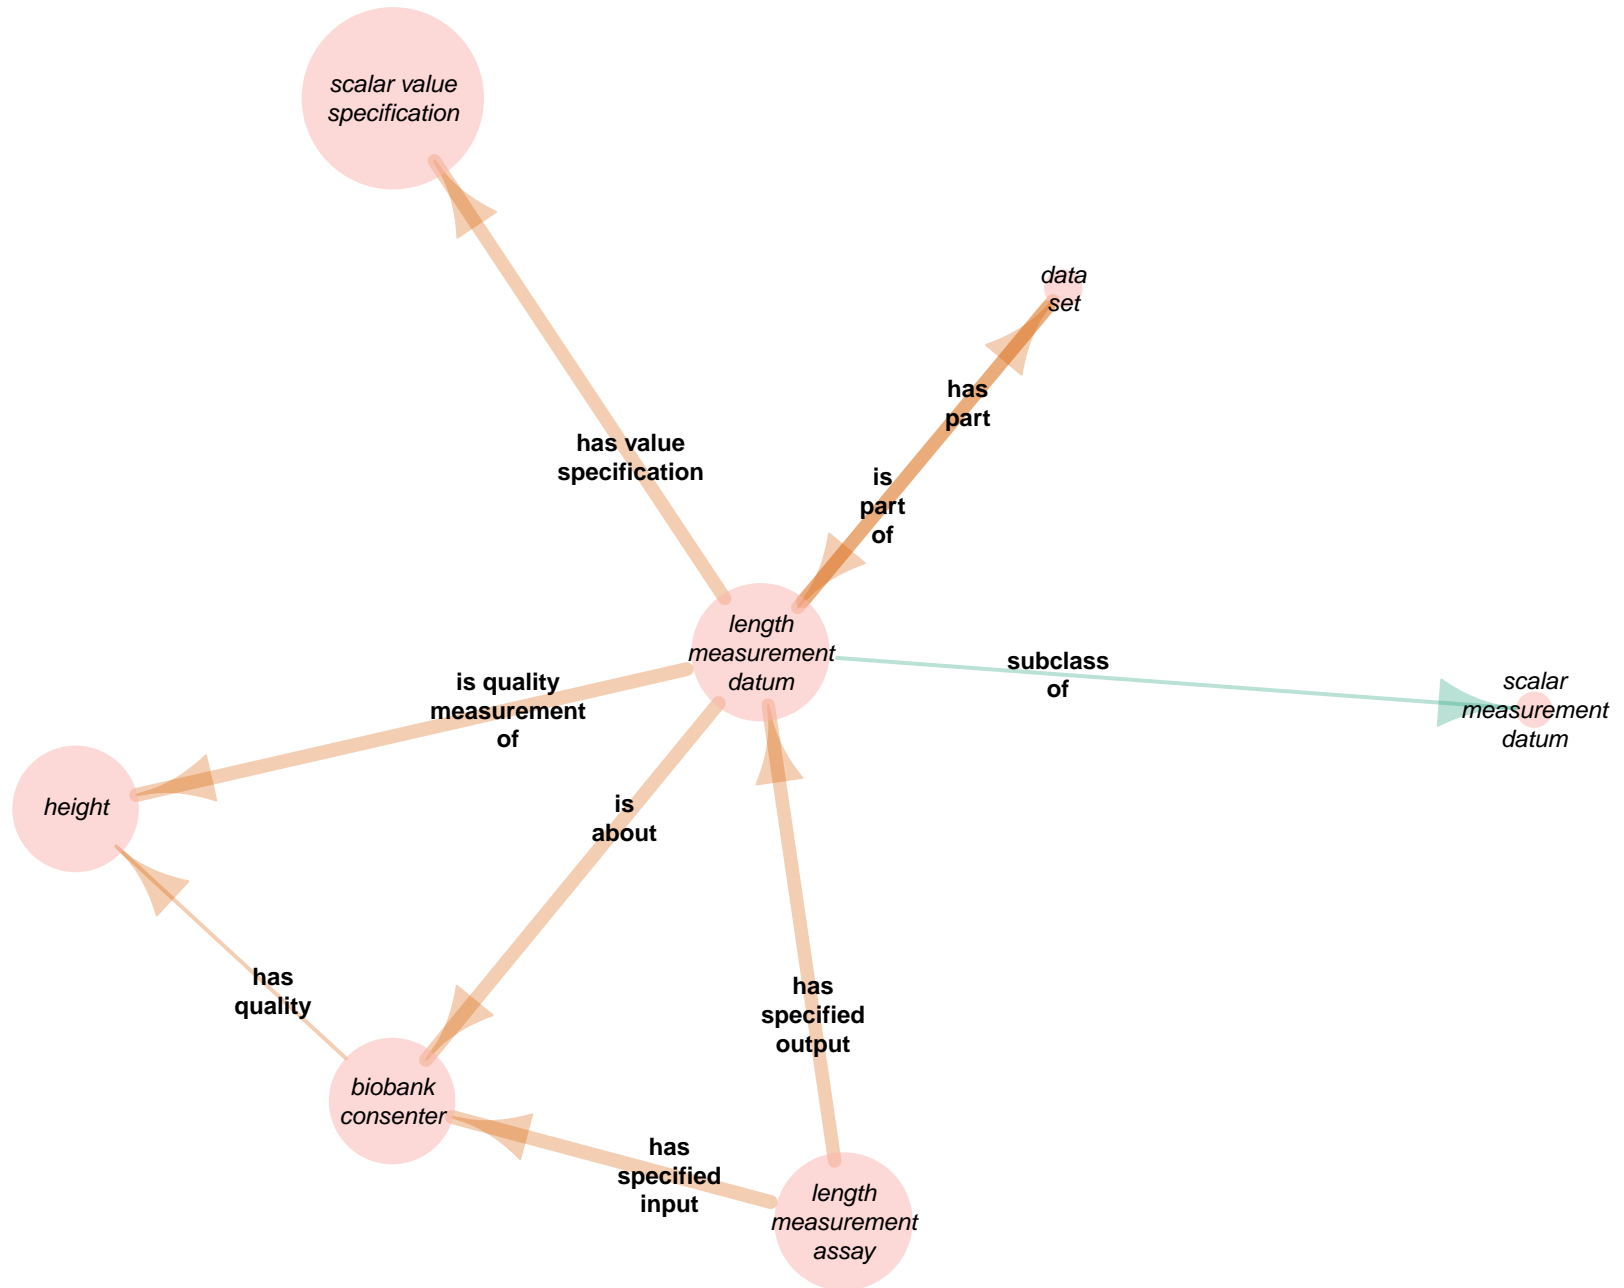 scalar value
specification
data
set
has
part
has value
specification
is
part
of
length
measurement
datum
subclass
of
scalar
measurement
datum
is quality
measurement
of
height
is
about
has
quality
has
specified
output
biobank
consenter
has
specified
input
length
measurement
assay